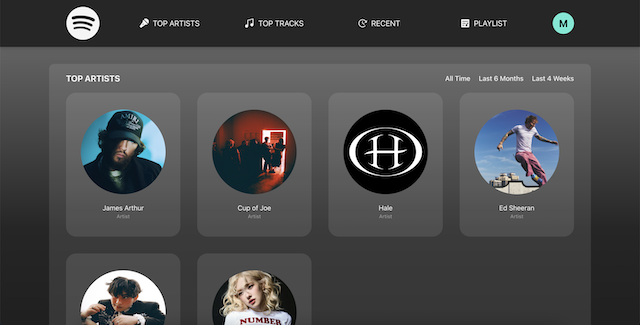 TOP ARTISTS
TOP TRACKS
RECENT
PLAYLIST
M
TOP ARTISTS
All Time
Last 6 Months
Last 4 Weeks
AMIRI
H
James Arthur
Artist
Cup of Joe
Artist
Hale
Artist
Ed Sheeran
Artist
NUMBER